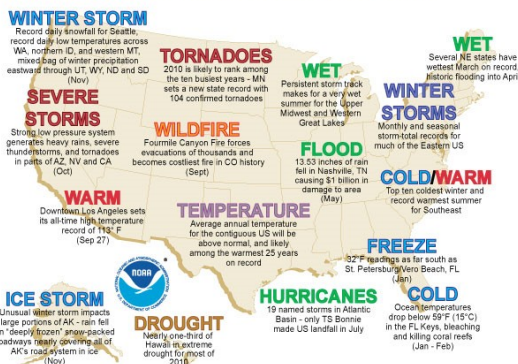 WINTER STORM
Record daily snowfall for Seattle,
record daily low temperatures across
WA, northern ID, and western MT,
mixed bag of winter precipitation
eastward through UT, WY, ND and SD
(Nov)
TORNADOES
2010 is likely to rank among
the ten busiest years - MN
sets a new state record with
104 confirmed tornadoes
WET
Persistent storm track
makes for a very wet
summer for the Upper
Midwest and Western
Great Lakes
WET
Several NE states have
wettest March on record,
historic flooding into April
SEVERE
STORMS
Strong low pressure system
generates heavy rains, severe
thunderstorms, and tornadoes
in parts of AZ, NV and CA
(Oct)
WILDFIRE
Fourmile Canyon Fire forces
evacuations of thousands and
becomes costliest fire in CO history
(Sept)
FLOOD
13.53 inches of rain
fell in Nashville, TN
causing $1 billion in
damage to area
(May)
WINTER
STORMS
Monthly and seasonal
storm-total records for
much of the Eastern US
COLD/WARM
Top ten coldest winter and
record warmest summer
for Southeast
WARM
Downtown Los Angeles sets
its all-time high temperature
record of 113° F
(Sep 27)
TEMPERATURE
Average annual temperature
for the contiguous US will be
above normal, and likely
among the warmest 25 years
on record
FREEZE
32°F readings as far south as
St. Petersburg/Vero Beach, FL
(Jan)
NOAA
ICE STORM
Unusual winter storm impacts
large portions of AK - rain fell
on "deeply frozen" snow-packed
roadways nearly covering all of
AK's road system in ice
(Nov)
DROUGHT
Nearly one-third of
Hawaii in extreme
drought for most of
2010
HURRICANES
19 named storms in Atlantic
Basin - only TS Bonnie
made US landfall in July
COLD
Ocean temperatures
drop below 59°F (15°C)
in the FL Keys, bleaching
and killing coral reefs
(Jan - Feb)